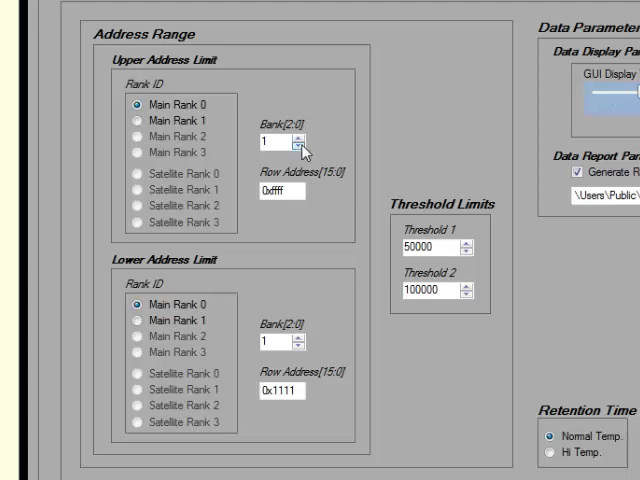 Address Range
Upper Address Limit
Rank ID
Main Rank 0
Main Rank 1
Main Rank 2
Main Rank 3
Satellite Rank 0
Satellite Rank 1
Satellite Rank 2
Satellite Rank 3
Bank[2:0]
1
Row Address[15:0]
0xffff
Lower Address Limit
Rank ID
Main Rank 0
Main Rank 1
Main Rank 2
Main Rank 3
Satellite Rank 0
Satellite Rank 1
Satellite Rank 2
Satellite Rank 3
Bank[2:0]
1
Row Address[15:0]
0x1111
Threshold Limits
Threshold 1
50000
Threshold 2
100000
Data Parameter
Data Display Pa
GUI Display
Data Report Par
Generate R
\Users\Public\
Retention Time
Normal Temp.
Hi Temp.